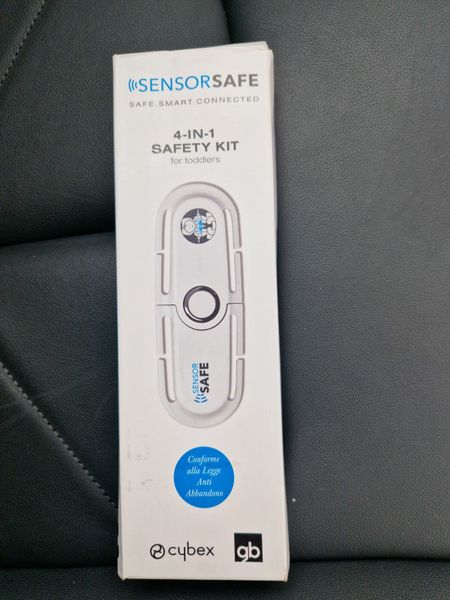 SENSORSAFE
SAFE.SMART.CONNECTED
4-IN-1
SAFETY KIT
for toddlers
SENSOR
SAFE
Conforme
alla Legge
Anti
Abbandono
cybex
gb